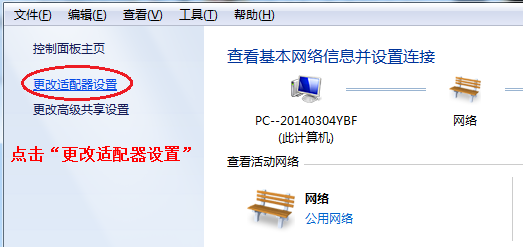 文件(F) 编辑(E) 查看(V) 工具(T) 帮助(H)
控制面板主页
更改适配器设置
更改高级共享设置
点击“更改适配器设置”
查看基本网络信息并设置连接
PC--20140304YBF
(此计算机)
网络
查看活动网络
网络
公用网络